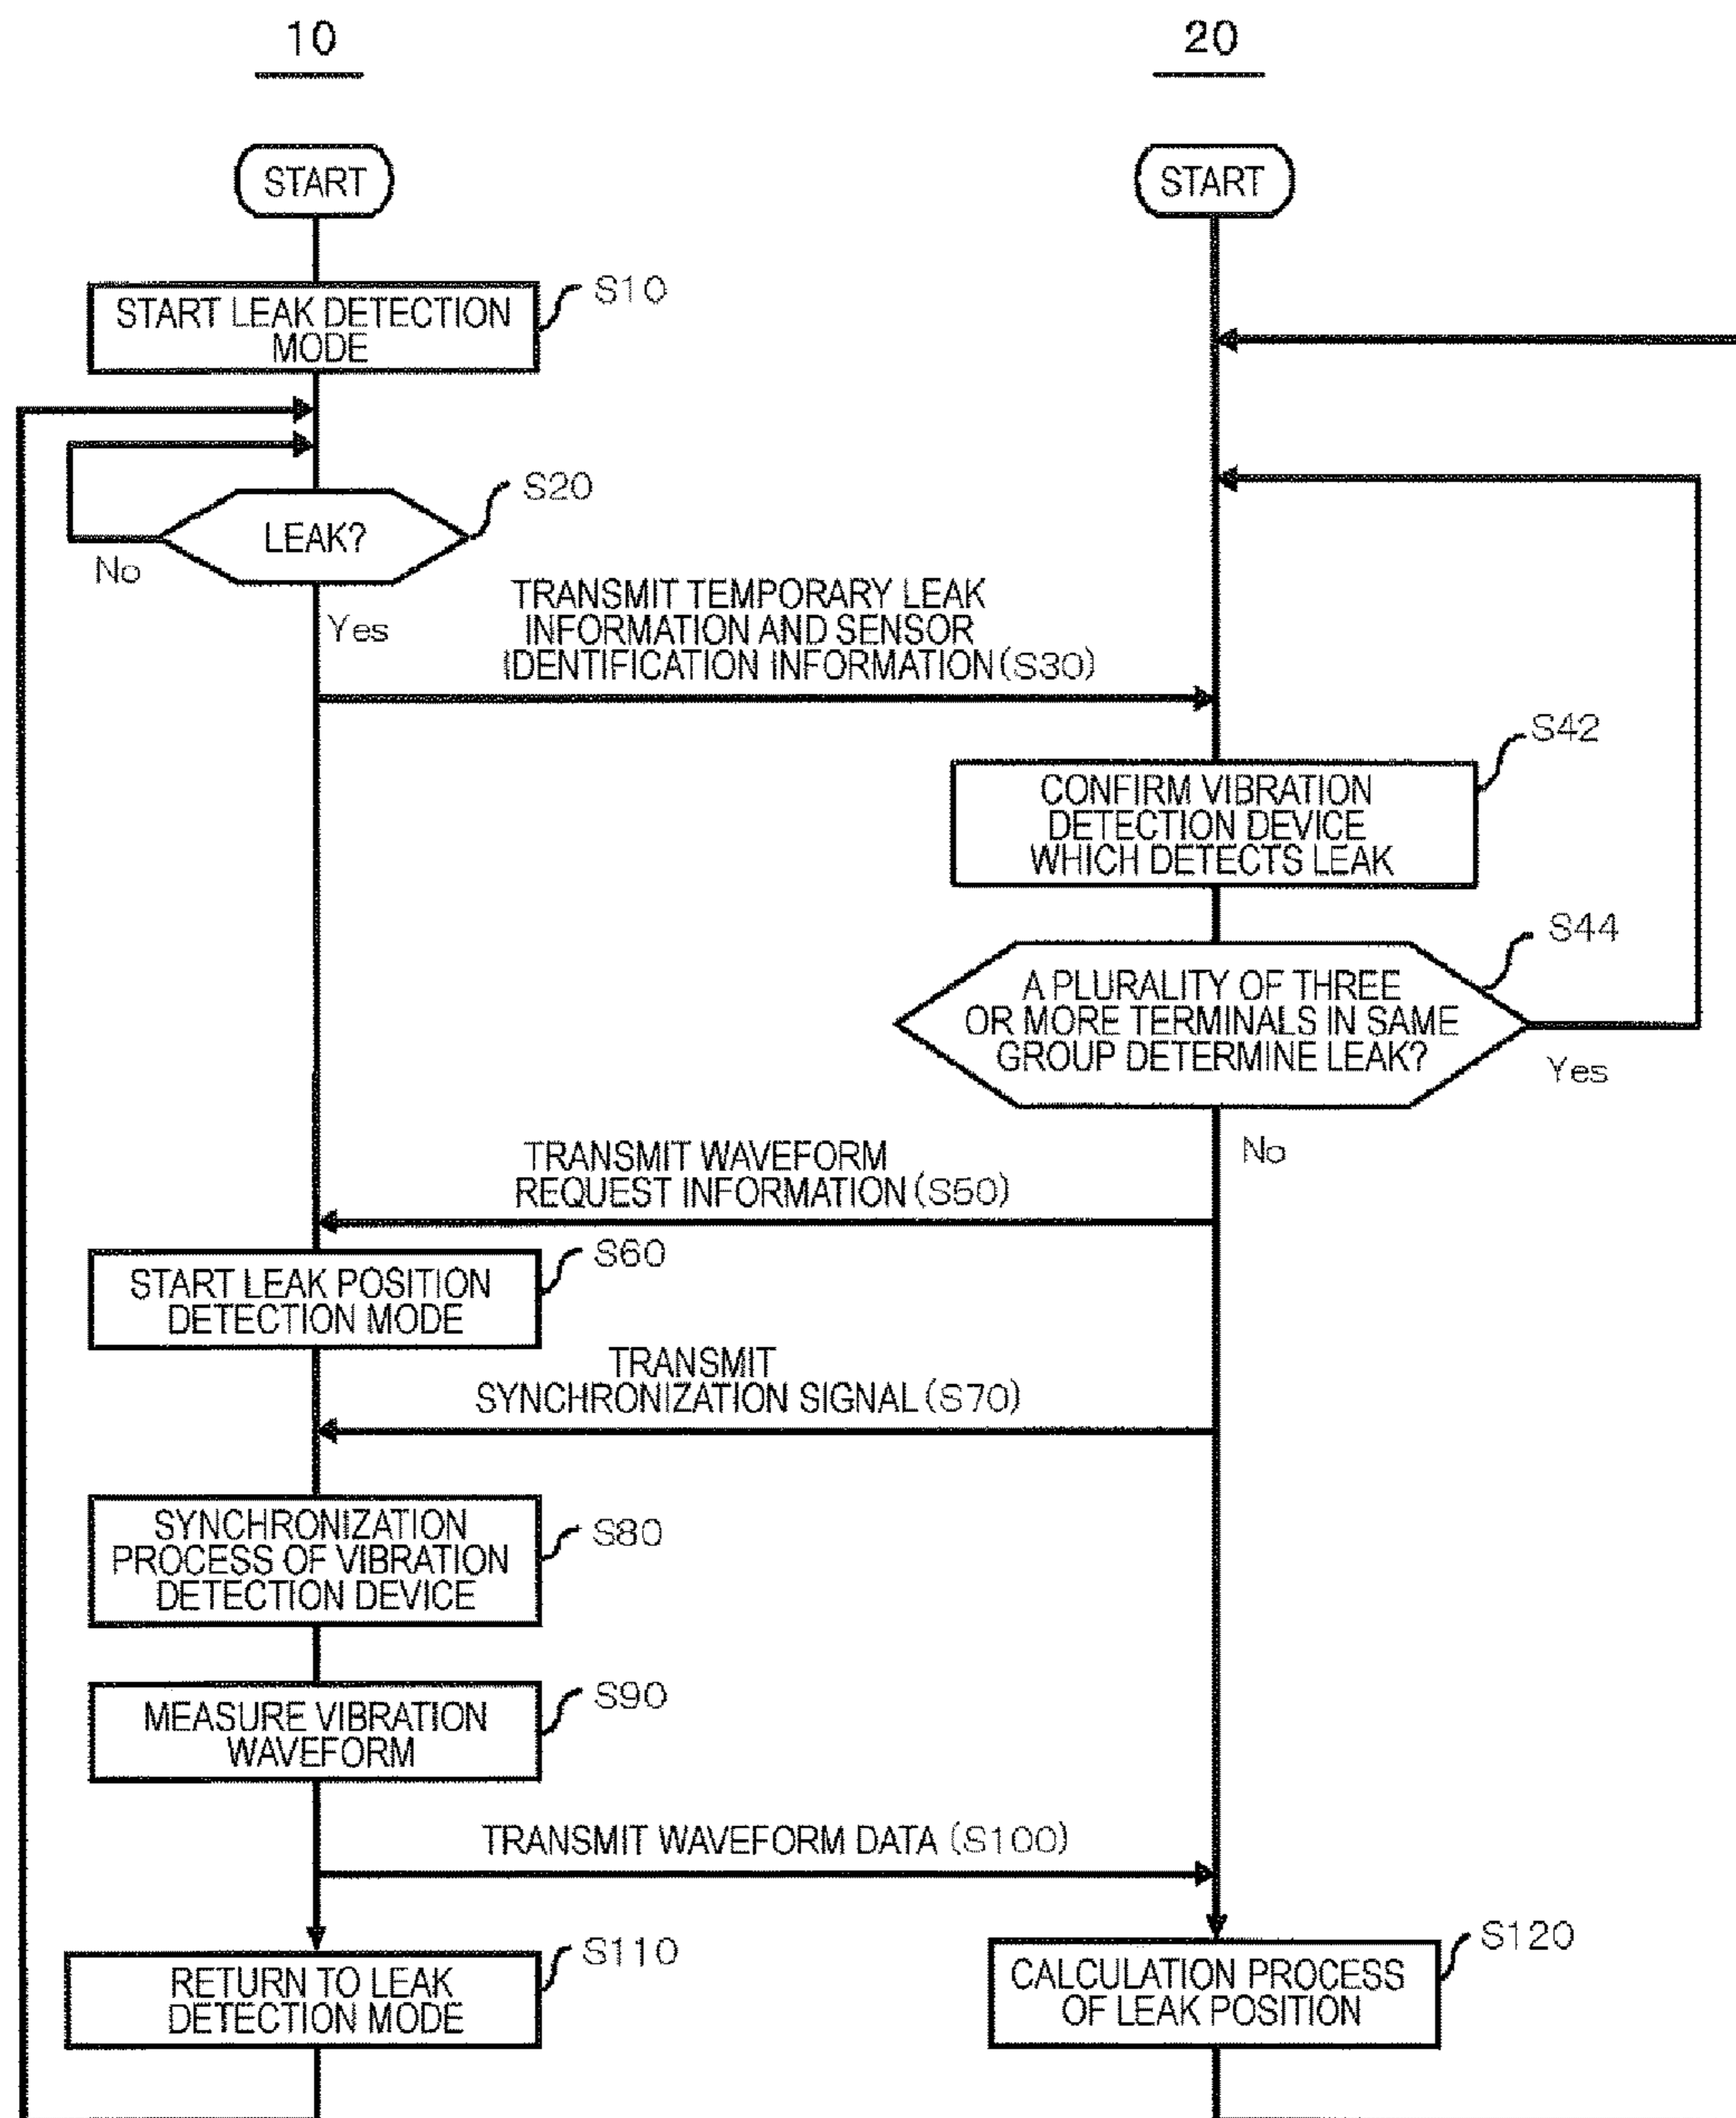 10
20
START
START
START LEAK DETECTION
MODE
S10
LEAK?
S20
No
Yes
TRANSMIT TEMPORARY LEAK
INFORMATION AND SENSOR
IDENTIFICATION INFORMATION (S30)
CONFIRM VIBRATION
DETECTION DEVICE
WHICH DETECTS LEAK
S42
A PLURALITY OF THREE
OR MORE TERMINALS IN SAME
GROUP DETERMINE LEAK?
S44
Yes
No
TRANSMIT WAVEFORM
REQUEST INFORMATION (S50)
START LEAK POSITION
DETECTION MODE
S60
TRANSMIT
SYNCHRONIZATION SIGNAL (S70)
SYNCHRONIZATION
PROCESS OF VIBRATION
DETECTION DEVICE
S80
MEASURE VIBRATION
WAVEFORM
S90
TRANSMIT WAVEFORM DATA (S100)
RETURN TO LEAK
DETECTION MODE
S110
CALCULATION PROCESS
OF LEAK POSITION
S120